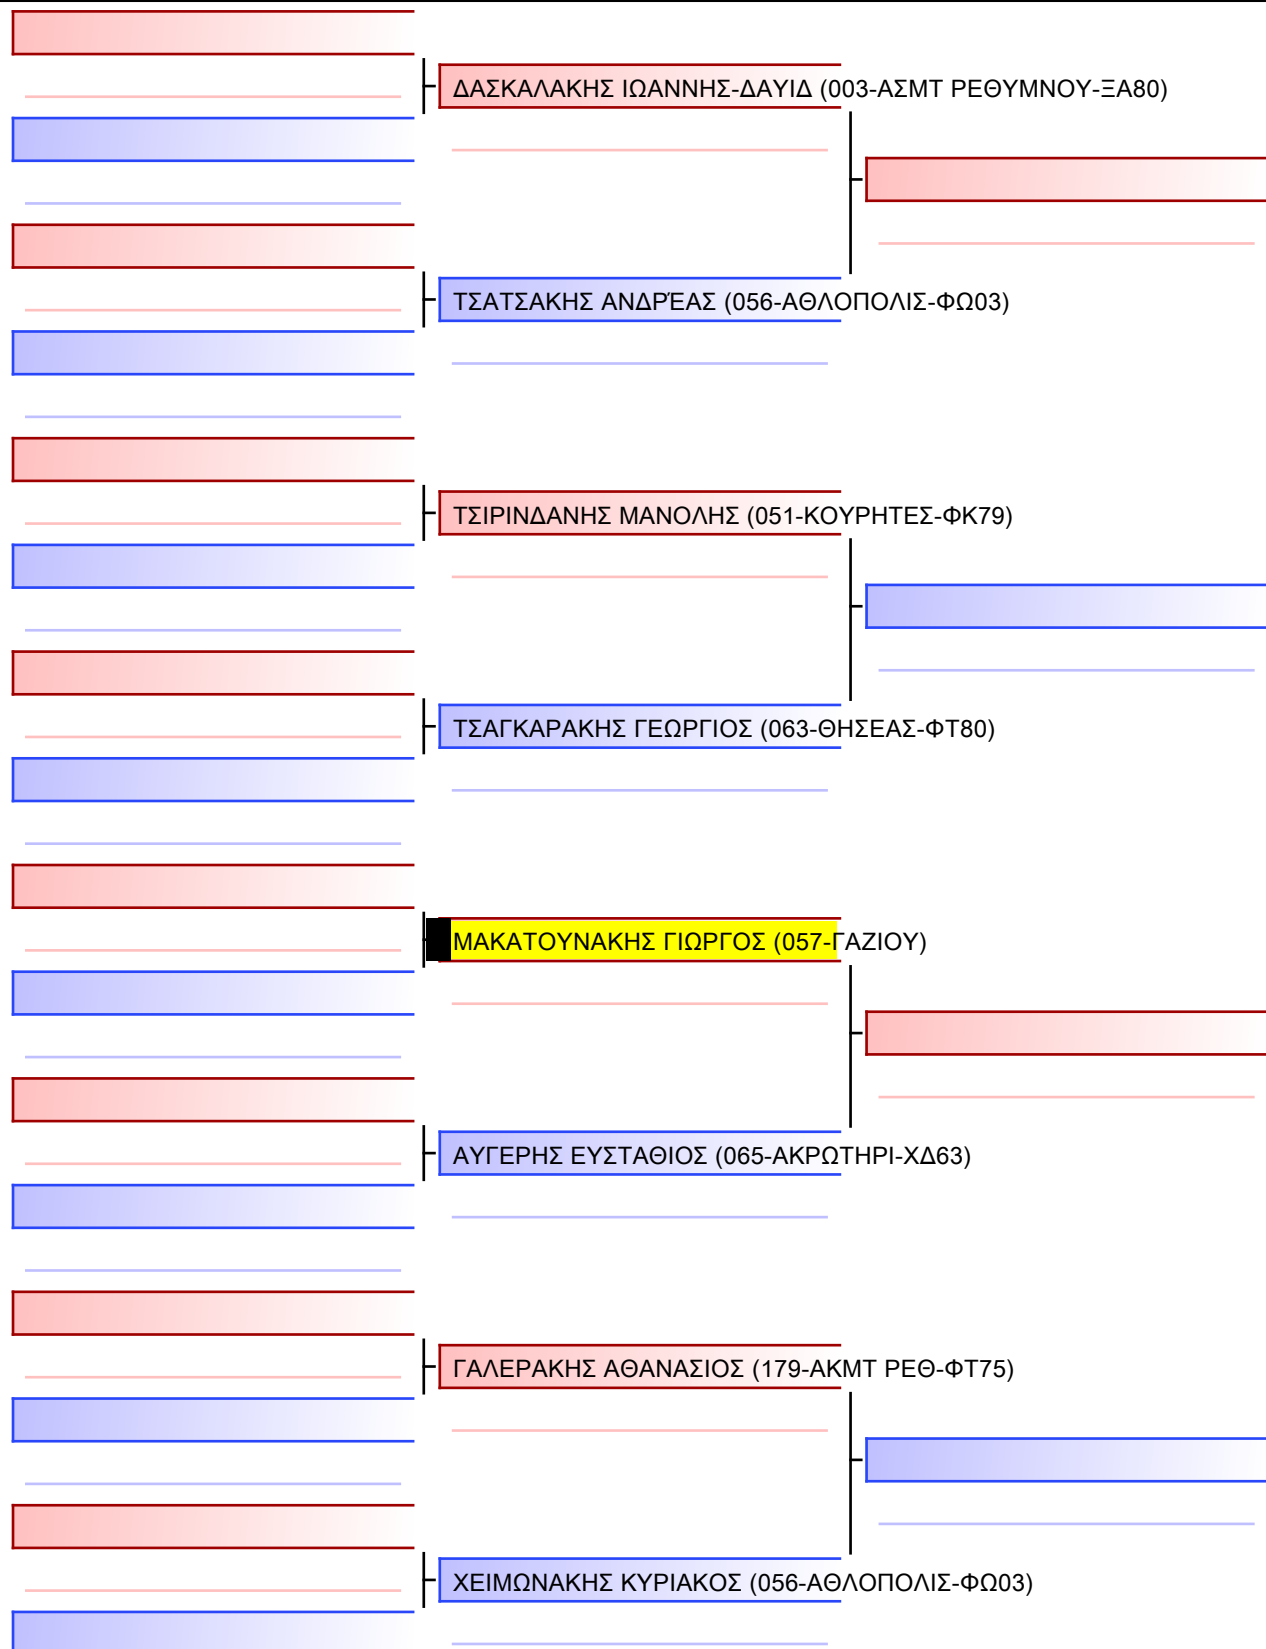 ΔΑΣΚΑΛΑΚΗΣ ΙΩΑΝΝΗΣ-ΔΑΥΙΔ (003-ΑΣΜΤ ΡΕΘΥΜΝΟΥ-ΞΑ80)
ΤΣΑΤΣΑΚΗΣ ΑΝΔΡΈΑΣ (056-ΑΘΛΟΠΟΛΙΣ-ΦΩ03)
ΤΣΙΡΙΝΔΑΝΗΣ ΜΑΝΟΛΗΣ (051-ΚΟΥΡΗΤΕΣ-ΦΚ79)
ΤΣΑΓΚΑΡΑΚΗΣ ΓΕΩΡΓΙΟΣ (063-ΘΗΣΕΑΣ-ΦΤ80)
ΜΑΚΑΤΟΥΝΑΚΗΣ ΓΙΩΡΓΟΣ (057-ΓΑΖΙΟΥ)
ΑΥΓΕΡΗΣ ΕΥΣΤΑΘΙΟΣ (065-ΑΚΡΩΤΗΡΙ-ΧΔ63)
ΓΑΛΕΡΑΚΗΣ ΑΘΑΝΑΣΙΟΣ (179-ΑΚΜΤ ΡΕΘ-ΦΤ75)
ΧΕΙΜΩΝΑΚΗΣ ΚΥΡΙΑΚΟΣ (056-ΑΘΛΟΠΟΛΙΣ-ΦΩ03)